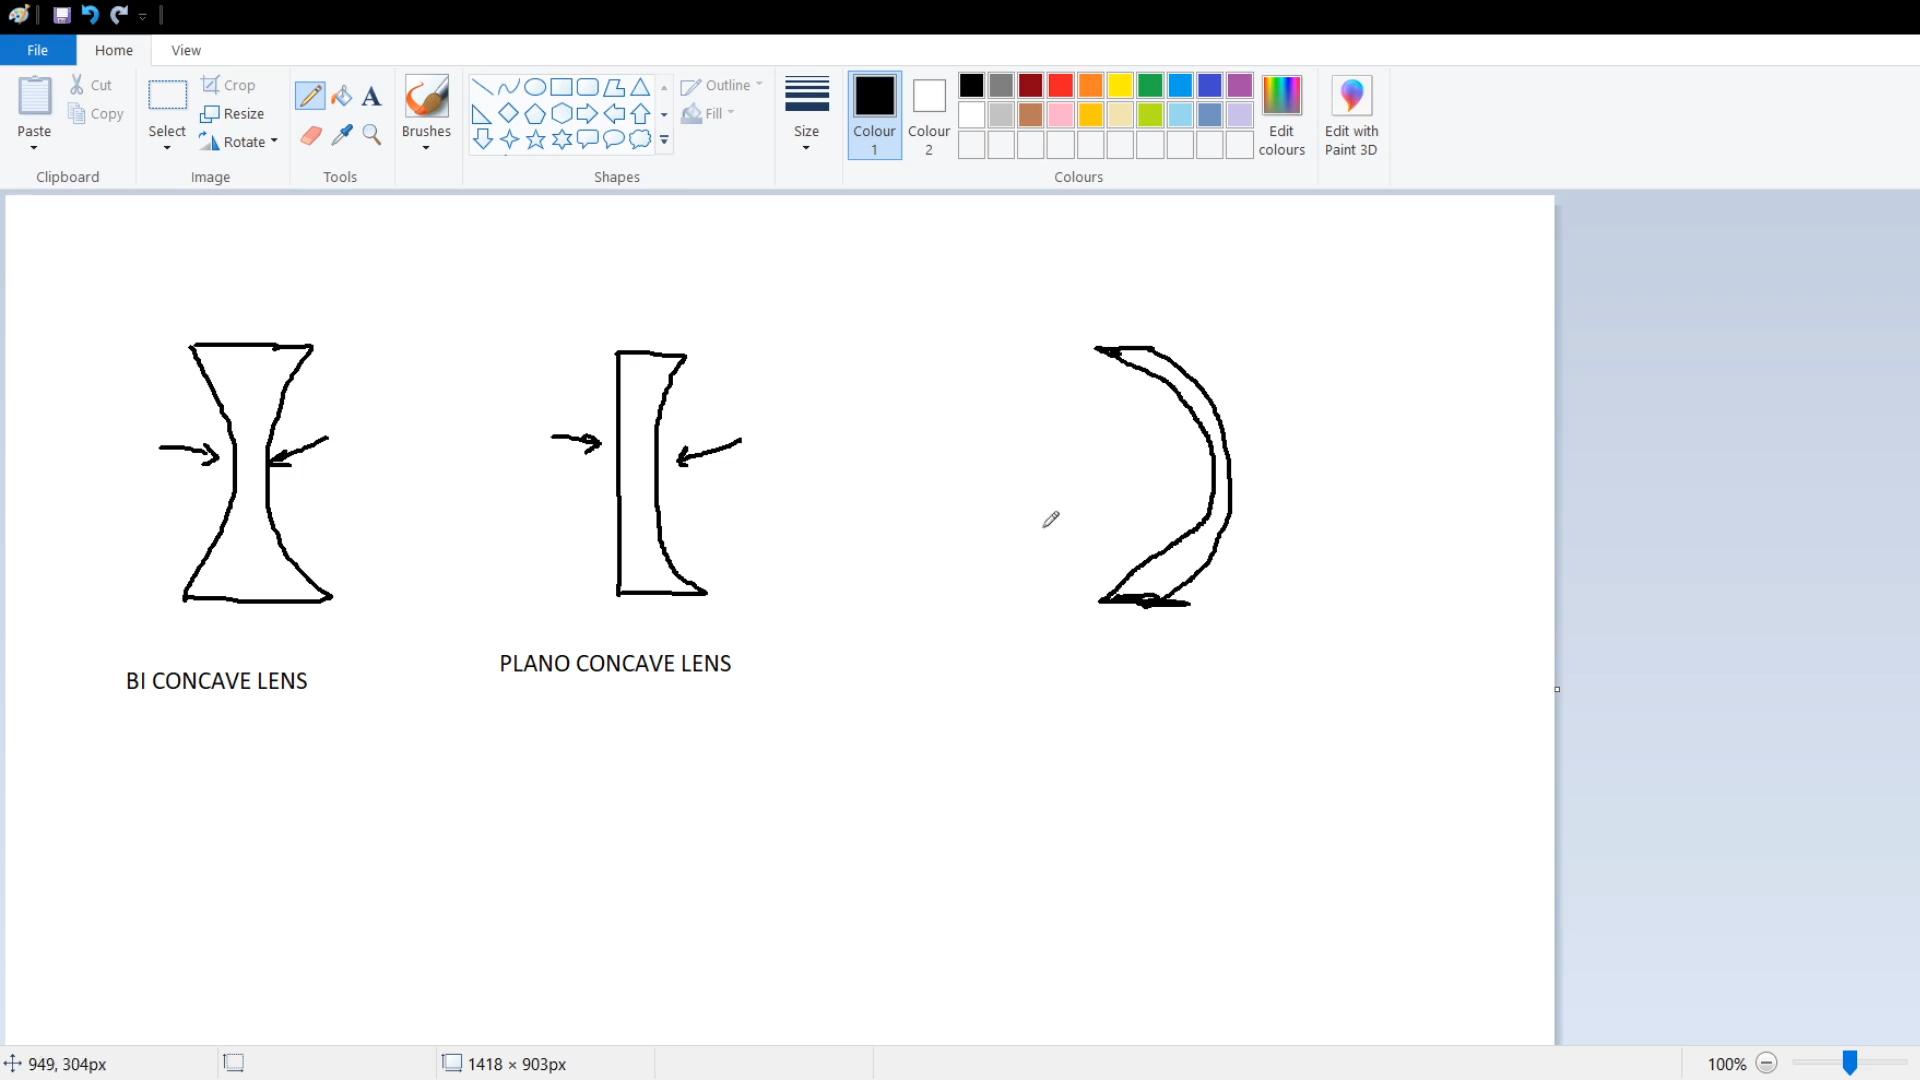 File Home View
Cut
Crop
Outline
Copy
Resize
Fill
Paste
Select
Rotate
Brushes
Size
Colour 1
Colour 2
Edit colours
Edit with Paint 3D
Clipboard
Image
Tools
Shapes
Colours
BI CONCAVE LENS
PLANO CONCAVE LENS
949, 304px
1418 × 903px
100%